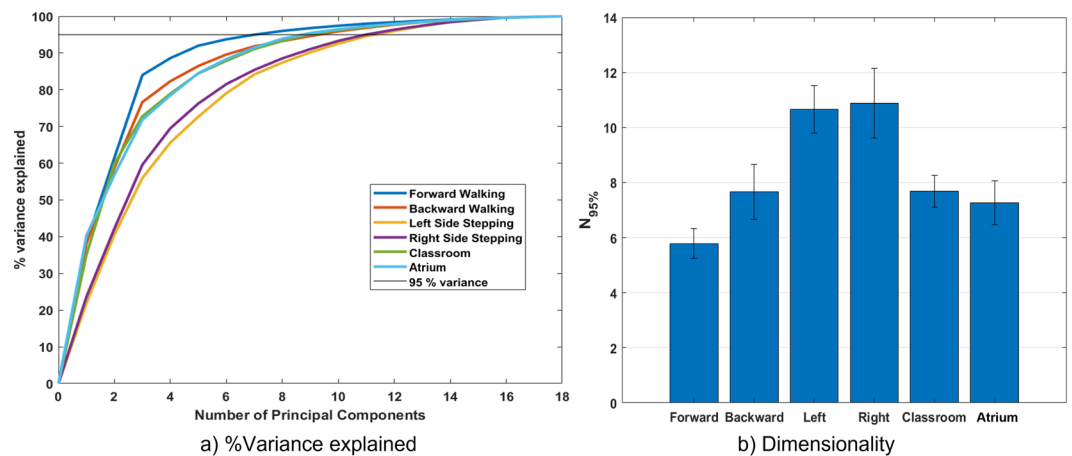 100
90
80
70
60
50
40
30
20
10
0
% variance explained
Forward Walking
Backward Walking
Left Side Stepping
Right Side Stepping
Classroom
Atrium
95 % variance
0 2 4 6 8 10 12 14 16 18
Number of Principal Components
a) %Variance explained
14
12
10
8
6
4
2
0
N95%
Forward Backward Left Right Classroom Atrium
b) Dimensionality